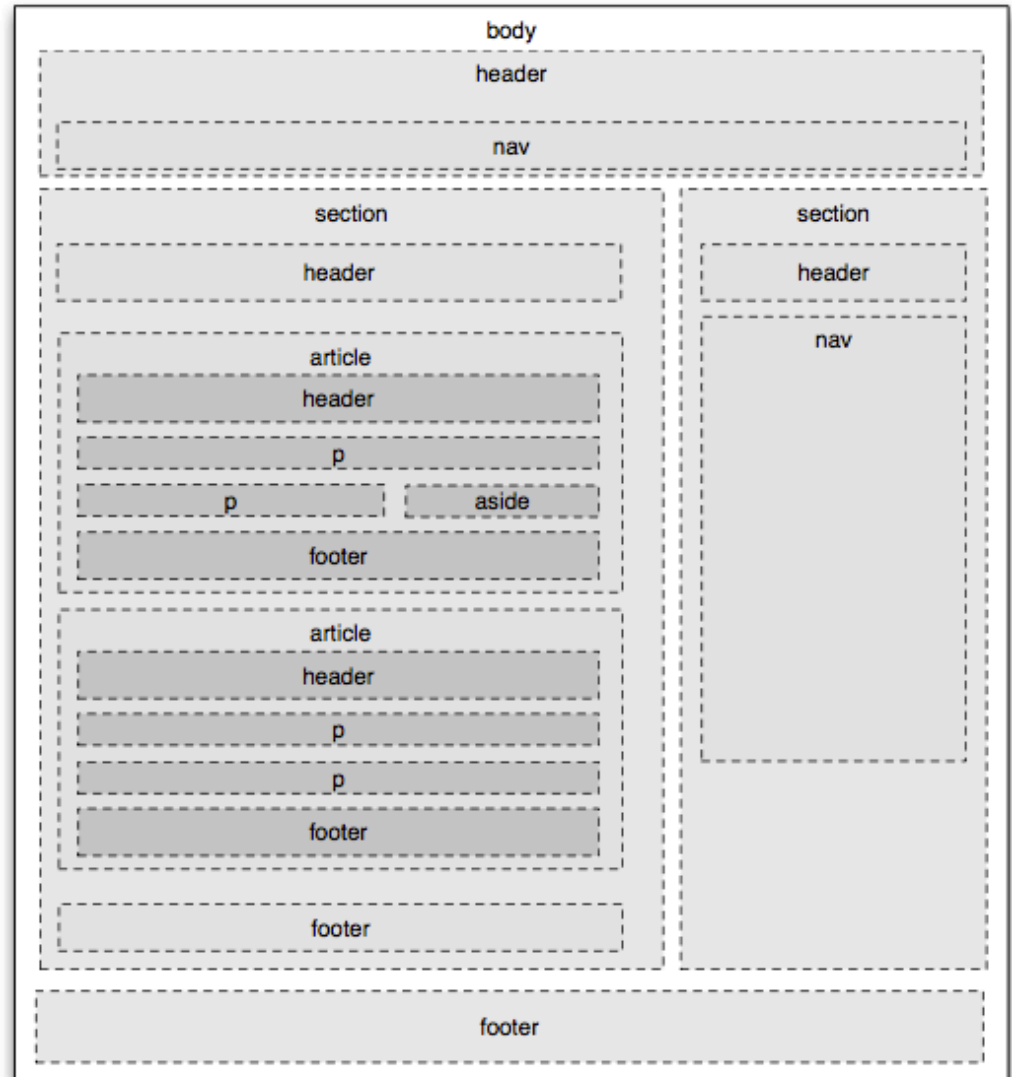 body
header
nav
section
header
article
header
p
p
aside
footer
article
header
p
p
footer
footer
section
header
nav
footer